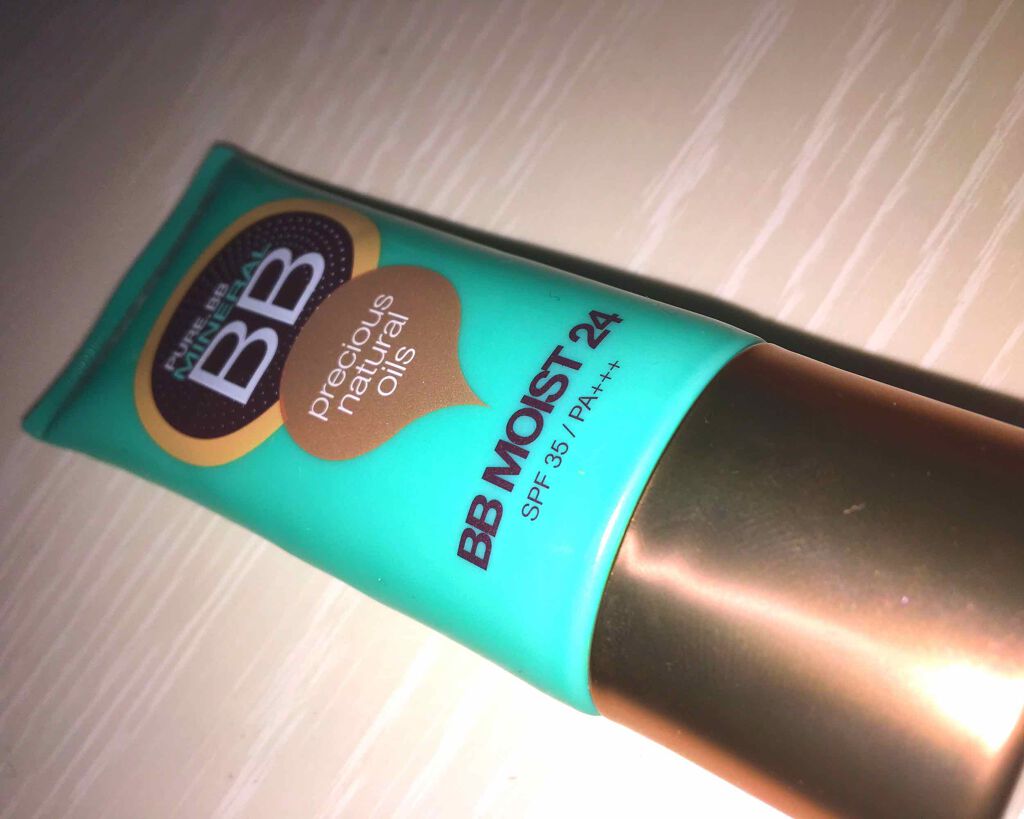 PURE.BB
MINERAL
BB
precious
natural
oils
BB MOIST 24
SPF 35 / PA+++